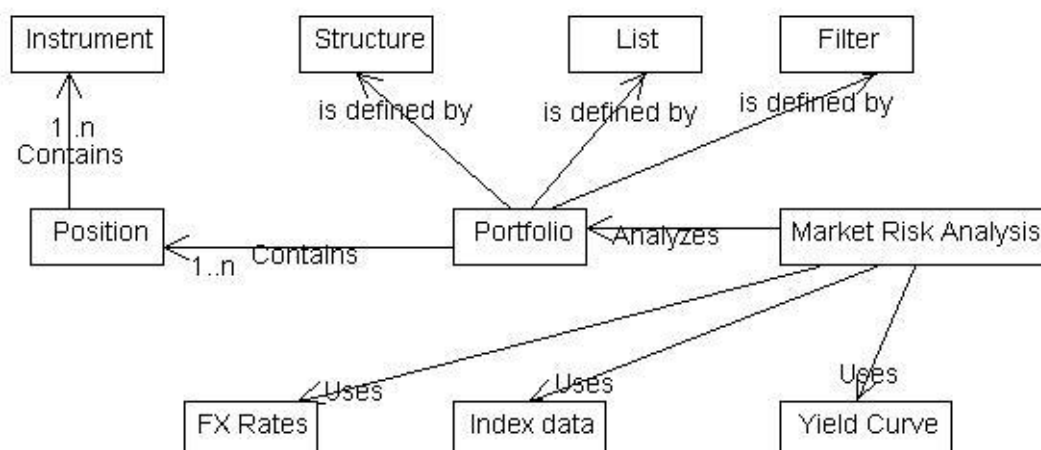 Instrument
Structure
List
Filter
is defined by
is defined by
is defined by
1..n
Contains
Position
Portfolio
Market Risk Analysis
Analyzes
Contains
1..n
Uses
Uses
Uses
FX Rates
Index data
Yield Curve